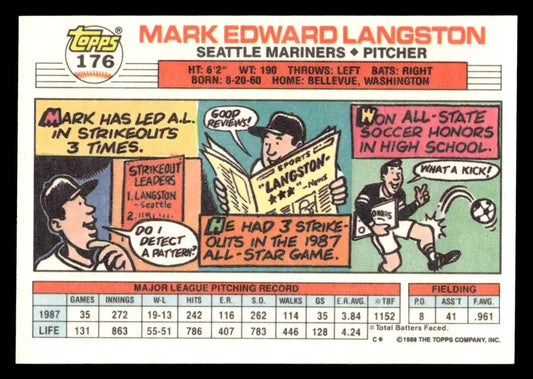 Topps
176
MARK EDWARD LANGSTON
SEATTLE MARINERS ◆ PITCHER
HT: 6'2" WT: 190 THROWS: LEFT BATS: RIGHT
BORN: 8-20-60 HOME: BELLEVUE, WASHINGTON
MARK HAS LED A.L.
IN STRIKEOUTS
3 TIMES.
STRIKEOUT
LEADERS
1. LANGSTON
-Seattle
2.
DO I
DETECT
A PATTERN?
GOOD
REVIEWS!
SPORTS
"LANGSTON-
★★★"
-News
HE HAD 3 STRIKE-
OUTS IN THE 1987
ALL-STAR GAME.
WON ALL-STATE
SOCCER HONORS
IN HIGH SCHOOL.
WHAT A KICK!
HONORS
MAJOR LEAGUE PITCHING RECORD
GAMES INNINGS W-L HITS E.R. S.O. WALKS GS E.R.AVG. *TBF
1987 35 272 19-13 242 116 262 114 35 3.84 1152
LIFE 131 863 55-51 786 407 783 446 128 4.24
*Total Batters Faced.
FIELDING
P.O. ASS'T F.AVG.
8 41 .961
C* ©1988 THE TOPPS COMPANY, INC.